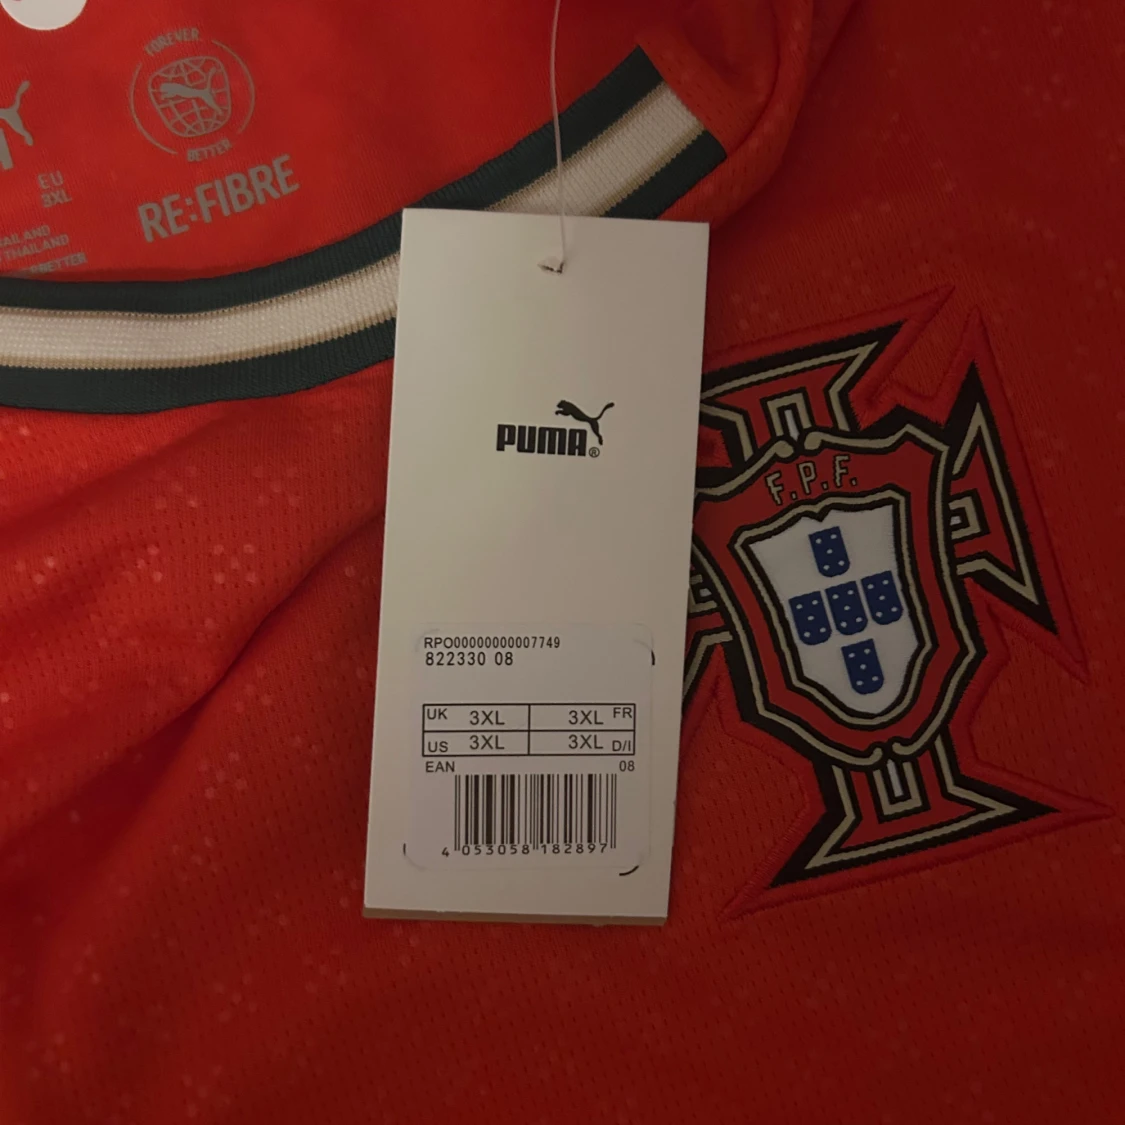 FOREVER.
BETTER
RE:FIBRE
EU
3XL
THAILAND
PUMA®
F.P.F.
RPO00000000007749
822330 08
UK 3XL 3XL FR
US 3XL 3XL D/I
EAN 08
4 053058 182897